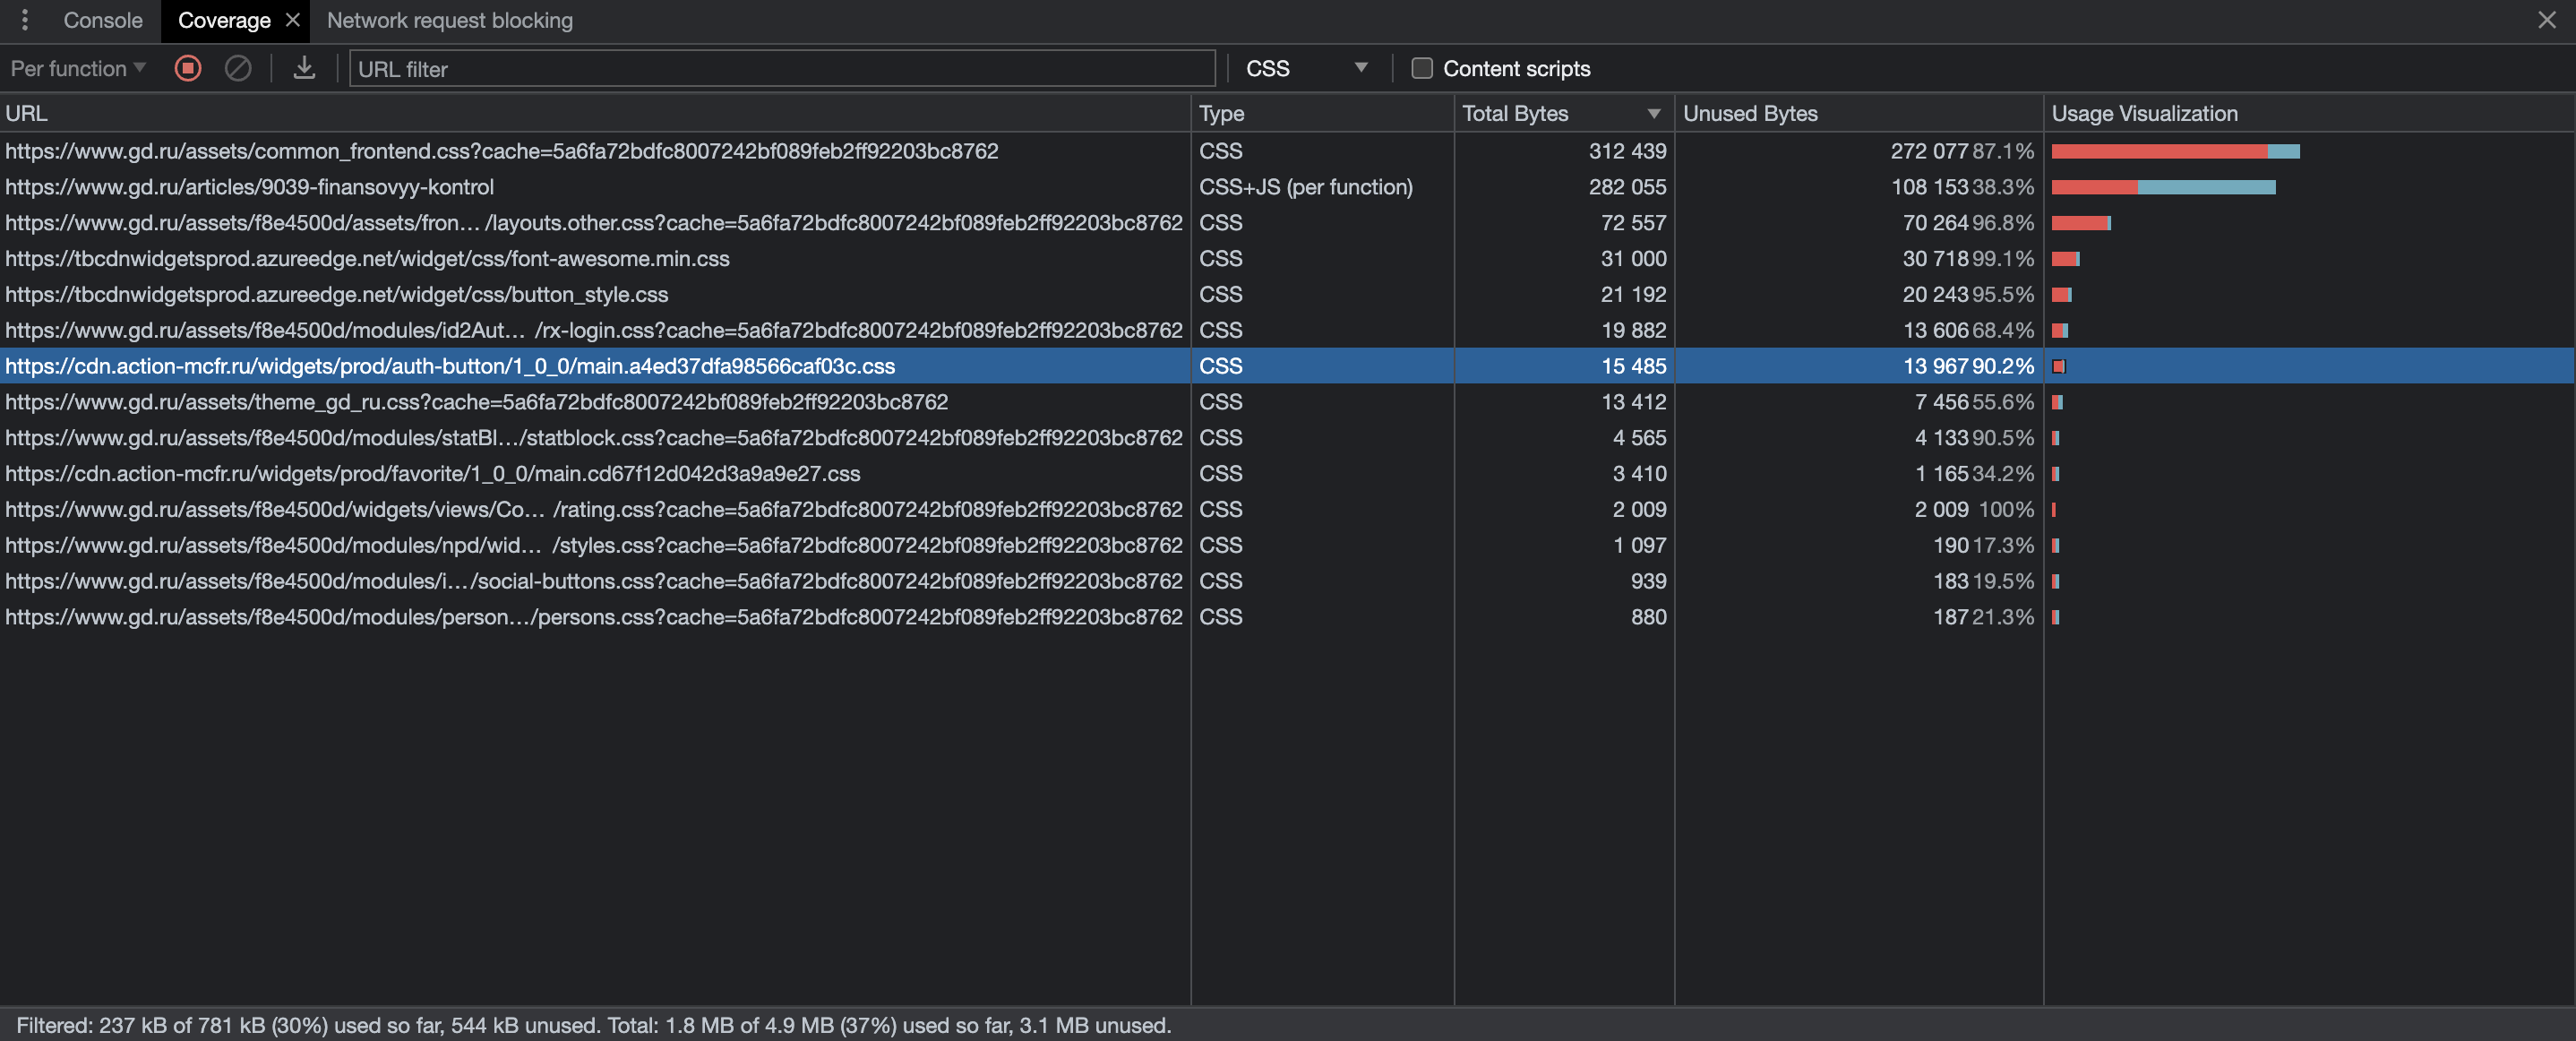 Console Coverage Network request blocking
Per function URL filter CSS Content scripts
URL Type Total Bytes Unused Bytes Usage Visualization
https://www.gd.ru/assets/common_frontend.css?cache=5a6fa72bdfc8007242bf089feb2ff92203bc8762 CSS 312 439 272 077 87.1%
https://www.gd.ru/articles/9039-finansovyy-kontrol CSS+JS (per function) 282 055 108 153 38.3%
https://www.gd.ru/assets/f8e4500d/assets/fron… /layouts.other.css?cache=5a6fa72bdfc8007242bf089feb2ff92203bc8762 CSS 72 557 70 264 96.8%
https://tbcdnwidgetsprod.azureedge.net/widget/css/font-awesome.min.css CSS 31 000 30 718 99.1%
https://tbcdnwidgetsprod.azureedge.net/widget/css/button_style.css CSS 21 192 20 243 95.5%
https://www.gd.ru/assets/f8e4500d/modules/id2Aut… /rx-login.css?cache=5a6fa72bdfc8007242bf089feb2ff92203bc8762 CSS 19 882 13 606 68.4%
https://cdn.action-mcfr.ru/widgets/prod/auth-button/1_0_0/main.a4ed37dfa98566caf03c.css CSS 15 485 13 967 90.2%
https://www.gd.ru/assets/theme_gd_ru.css?cache=5a6fa72bdfc8007242bf089feb2ff92203bc8762 CSS 13 412 7 456 55.6%
https://www.gd.ru/assets/f8e4500d/modules/statBl…/statblock.css?cache=5a6fa72bdfc8007242bf089feb2ff92203bc8762 CSS 4 565 4 133 90.5%
https://cdn.action-mcfr.ru/widgets/prod/favorite/1_0_0/main.cd67f12d042d3a9a9e27.css CSS 3 410 1 165 34.2%
https://www.gd.ru/assets/f8e4500d/widgets/views/Co… /rating.css?cache=5a6fa72bdfc8007242bf089feb2ff92203bc8762 CSS 2 009 2 009 100%
https://www.gd.ru/assets/f8e4500d/modules/npd/wid… /styles.css?cache=5a6fa72bdfc8007242bf089feb2ff92203bc8762 CSS 1 097 190 17.3%
https://www.gd.ru/assets/f8e4500d/modules/i…/social-buttons.css?cache=5a6fa72bdfc8007242bf089feb2ff92203bc8762 CSS 939 183 19.5%
https://www.gd.ru/assets/f8e4500d/modules/person…/persons.css?cache=5a6fa72bdfc8007242bf089feb2ff92203bc8762 CSS 880 187 21.3%
Filtered: 237 kB of 781 kB (30%) used so far, 544 kB unused. Total: 1.8 MB of 4.9 MB (37%) used so far, 3.1 MB unused.